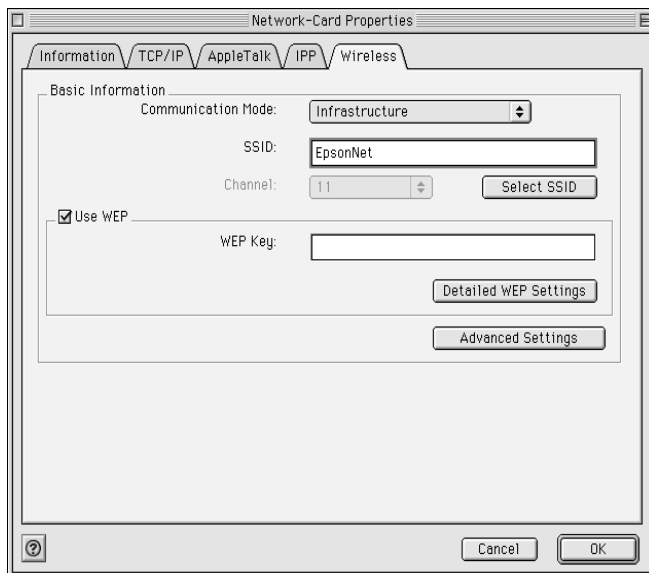 Network-Card Properties
Information TCP/IP AppleTalk IPP Wireless
Basic Information
Communication Mode: Infrastructure
SSID: EpsonNet
Channel: 11 Select SSID
Use WEP
WEP Key:
Detailed WEP Settings
Advanced Settings
? Cancel OK